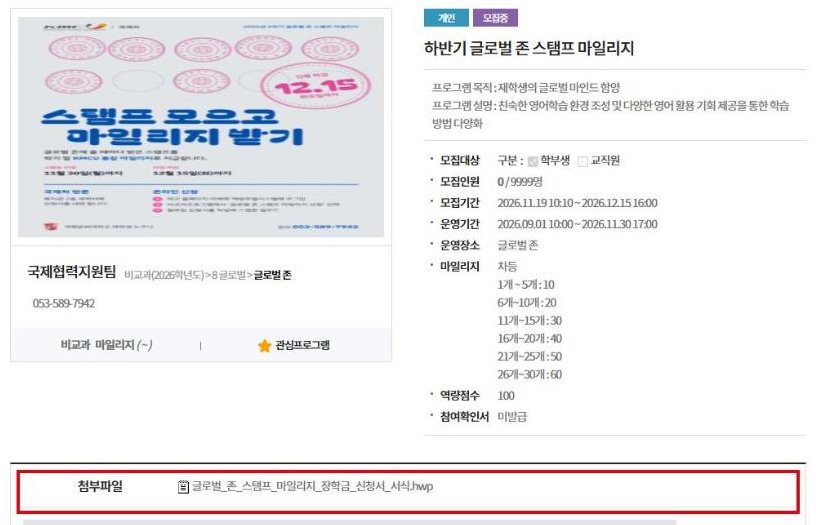 스탬프 모으고
마일리지 받기
12.15
국제협력지원팀 비교과(2026학년도) > 8 글로벌 > 글로벌 존
053-589-7942
비교과 마일리지 (~) | 관심프로그램
개인 모집중
하반기 글로벌 존 스탬프 마일리지
프로그램 목적 : 재학생의 글로벌 마인드 함양
프로그램 설명 : 친숙한 영어학습 환경 조성 및 다양한 영어 활용 기회 제공을 통한 학습
방법 다양화
모집대상 구분 : 학부생 교직원
모집인원 0 / 9999명
모집기간 2026.11.19 10:10 ~ 2026.12.15 16:00
운영기간 2026.09.01 10:00 ~ 2026.11.30 17:00
운영장소 글로벌 존
마일리지 차등
1개 ~ 5개 : 10
6개~10개 : 20
11개~15개 : 30
16개~20개 : 40
21개~25개 : 50
26개~30개 : 60
역량점수 100
참여확인서 미발급
첨부파일 글로벌_존_스탬프_마일리지_장학금_신청서_서식.hwp